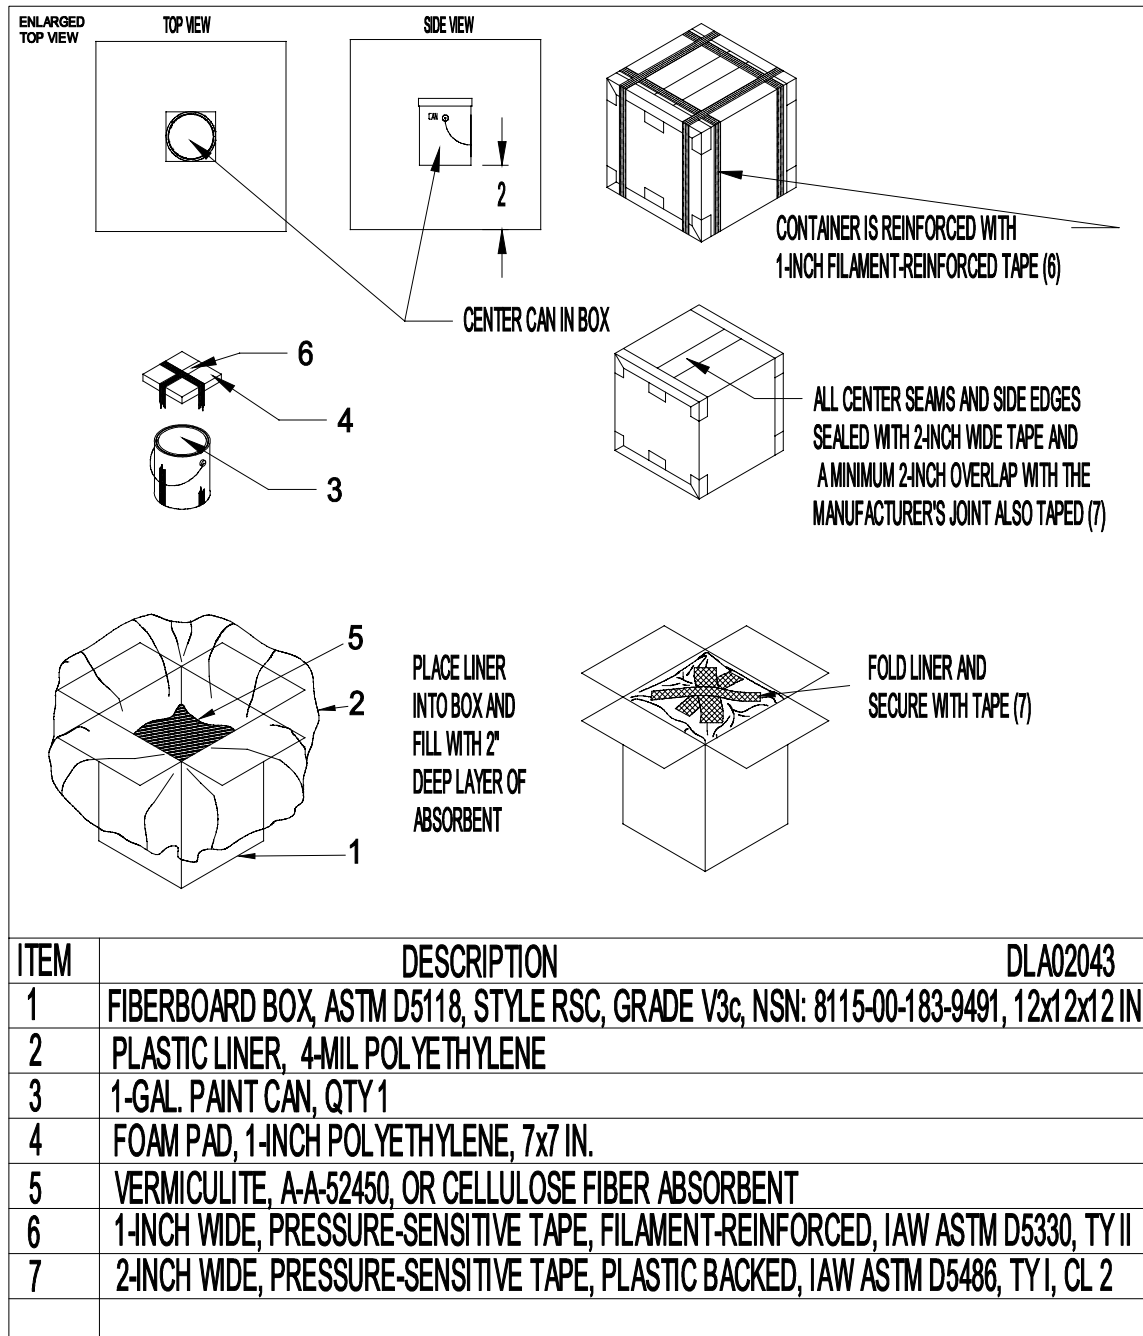 ENLARGED
TOP VIEW
TOP VIEW
SIDE VIEW
CAN
2
CONTAINER IS REINFORCED WITH
1-INCH FILAMENT-REINFORCED TAPE (6)
CENTER CAN IN BOX
6
4
3
ALL CENTER SEAMS AND SIDE EDGES
SEALED WITH 2-INCH WIDE TAPE AND
A MINIMUM 2-INCH OVERLAP WITH THE
MANUFACTURER'S JOINT ALSO TAPED (7)
5
2
1
PLACE LINER
INTO BOX AND
FILL WITH 2"
DEEP LAYER OF
ABSORBENT
FOLD LINER AND
SECURE WITH TAPE (7)
ITEM DESCRIPTION DLA02043
1 FIBERBOARD BOX, ASTM D5118, STYLE RSC, GRADE V3c, NSN: 8115-00-183-9491, 12x12x12 IN
2 PLASTIC LINER, 4-MIL POLYETHYLENE
3 1-GAL. PAINT CAN, QTY 1
4 FOAM PAD, 1-INCH POLYETHYLENE, 7x7 IN.
5 VERMICULITE, A-A-52450, OR CELLULOSE FIBER ABSORBENT
6 1-INCH WIDE, PRESSURE-SENSITIVE TAPE, FILAMENT-REINFORCED, IAW ASTM D5330, TY II
7 2-INCH WIDE, PRESSURE-SENSITIVE TAPE, PLASTIC BACKED, IAW ASTM D5486, TY I, CL 2